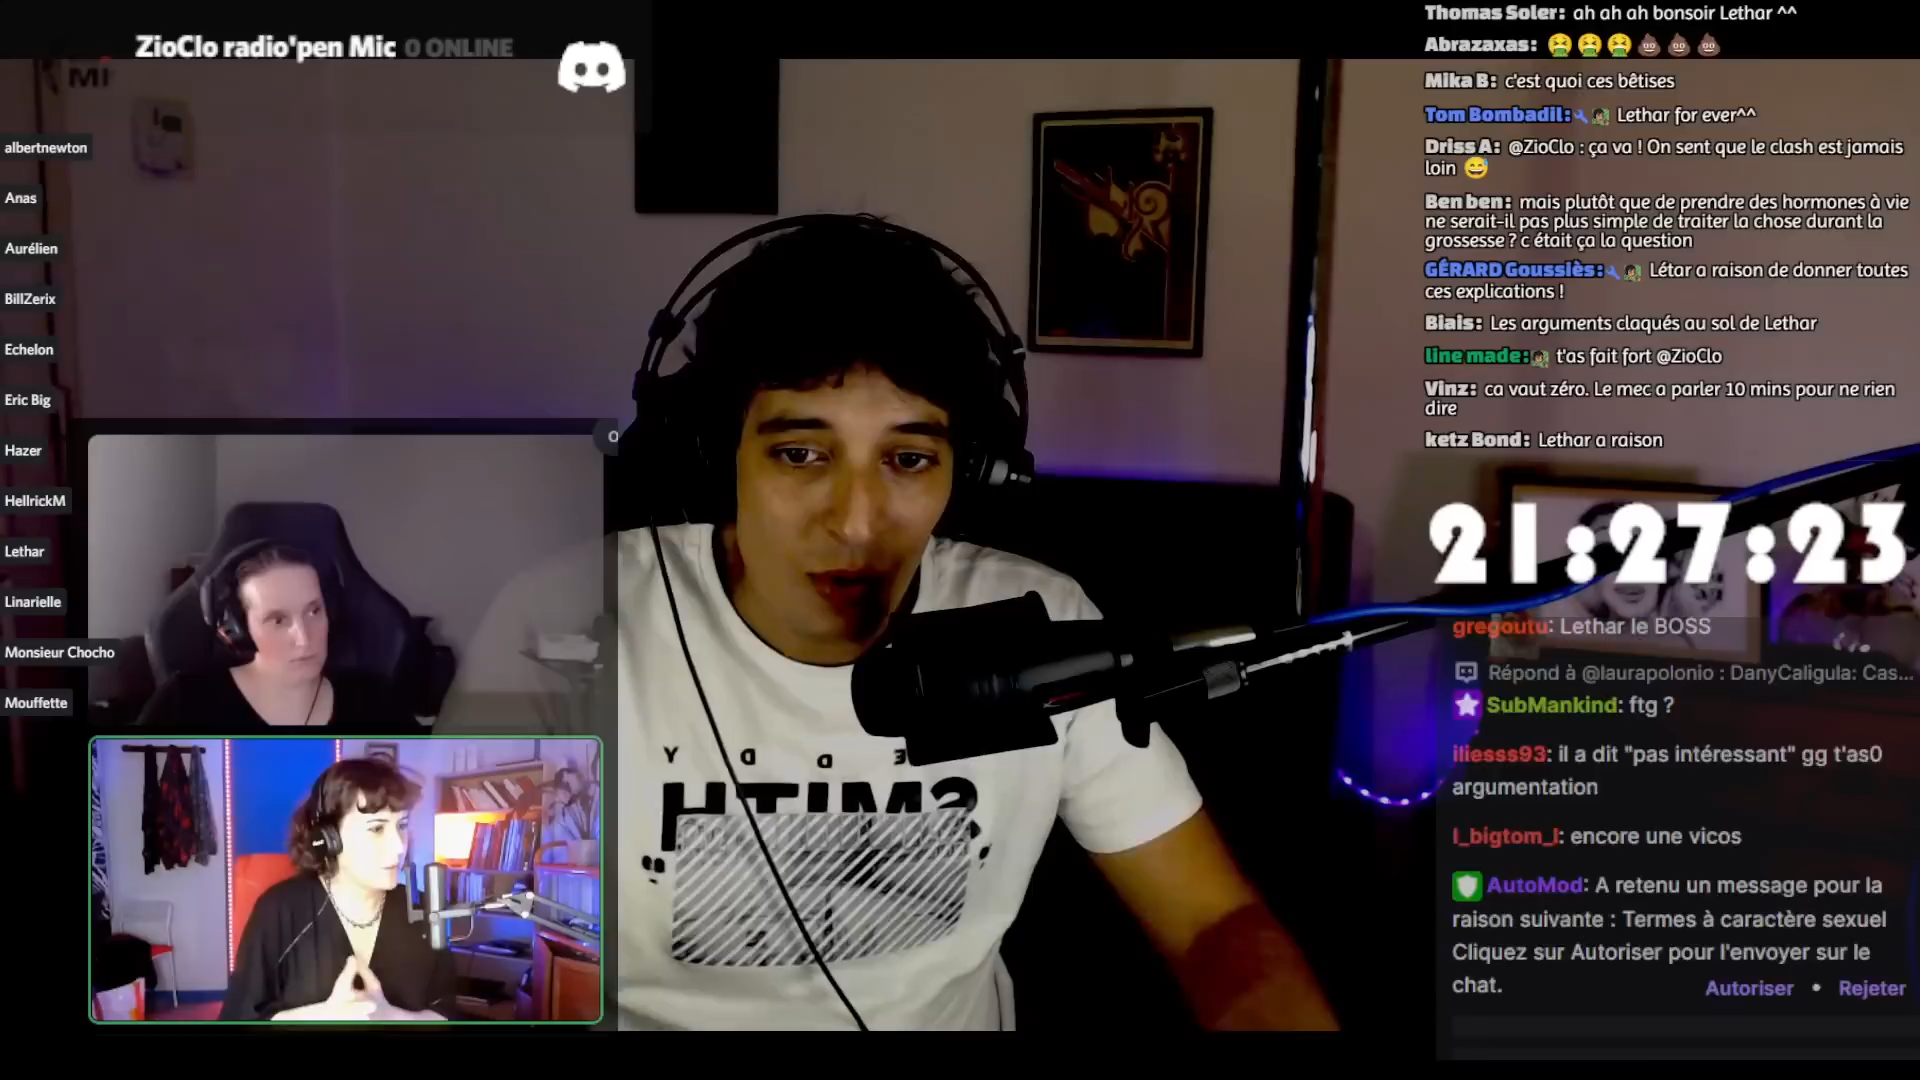 ZioClo radio'pen Mic 0 ONLINE
MI
albertnewton
Anas
Aurélien
BillZerix
Echelon
Eric Big
Hazer
HellrickM
Lethar
Linarielle
Monsieur Chocho
Mouffette
YDDE
SMITH
Thomas Soler: ah ah ah bonsoir Lethar ^^
Abrazaxas: 🤮🤮🤮💩💩💩
Mika B: c'est quoi ces bêtises
Tom Bombadil: Lethar for ever^^
Driss A: @ZioClo : ça va ! On sent que le clash est jamais
loin 😅
Ben ben: mais plutôt que de prendre des hormones à vie
ne serait-il pas plus simple de traiter la chose durant la
grossesse ? c était ça la question
GÉRARD Goussiès: Létar a raison de donner toutes
ces explications !
Biais: Les arguments claqués au sol de Lethar
line made: t'as fait fort @ZioClo
Vinz: ca vaut zéro. Le mec a parler 10 mins pour ne rien
dire
ketz Bond: Lethar a raison
21:27:23
gregoutu: Lethar le BOSS
Répond à @laurapolonio : DanyCaligula: Cas...
SubMankind: ftg ?
iliesss93: il a dit "pas intéressant" gg t'as0
argumentation
I_bigtom_I: encore une vicos
AutoMod: A retenu un message pour la
raison suivante : Termes à caractère sexuel
Cliquez sur Autoriser pour l'envoyer sur le
chat.
Autoriser • Rejeter